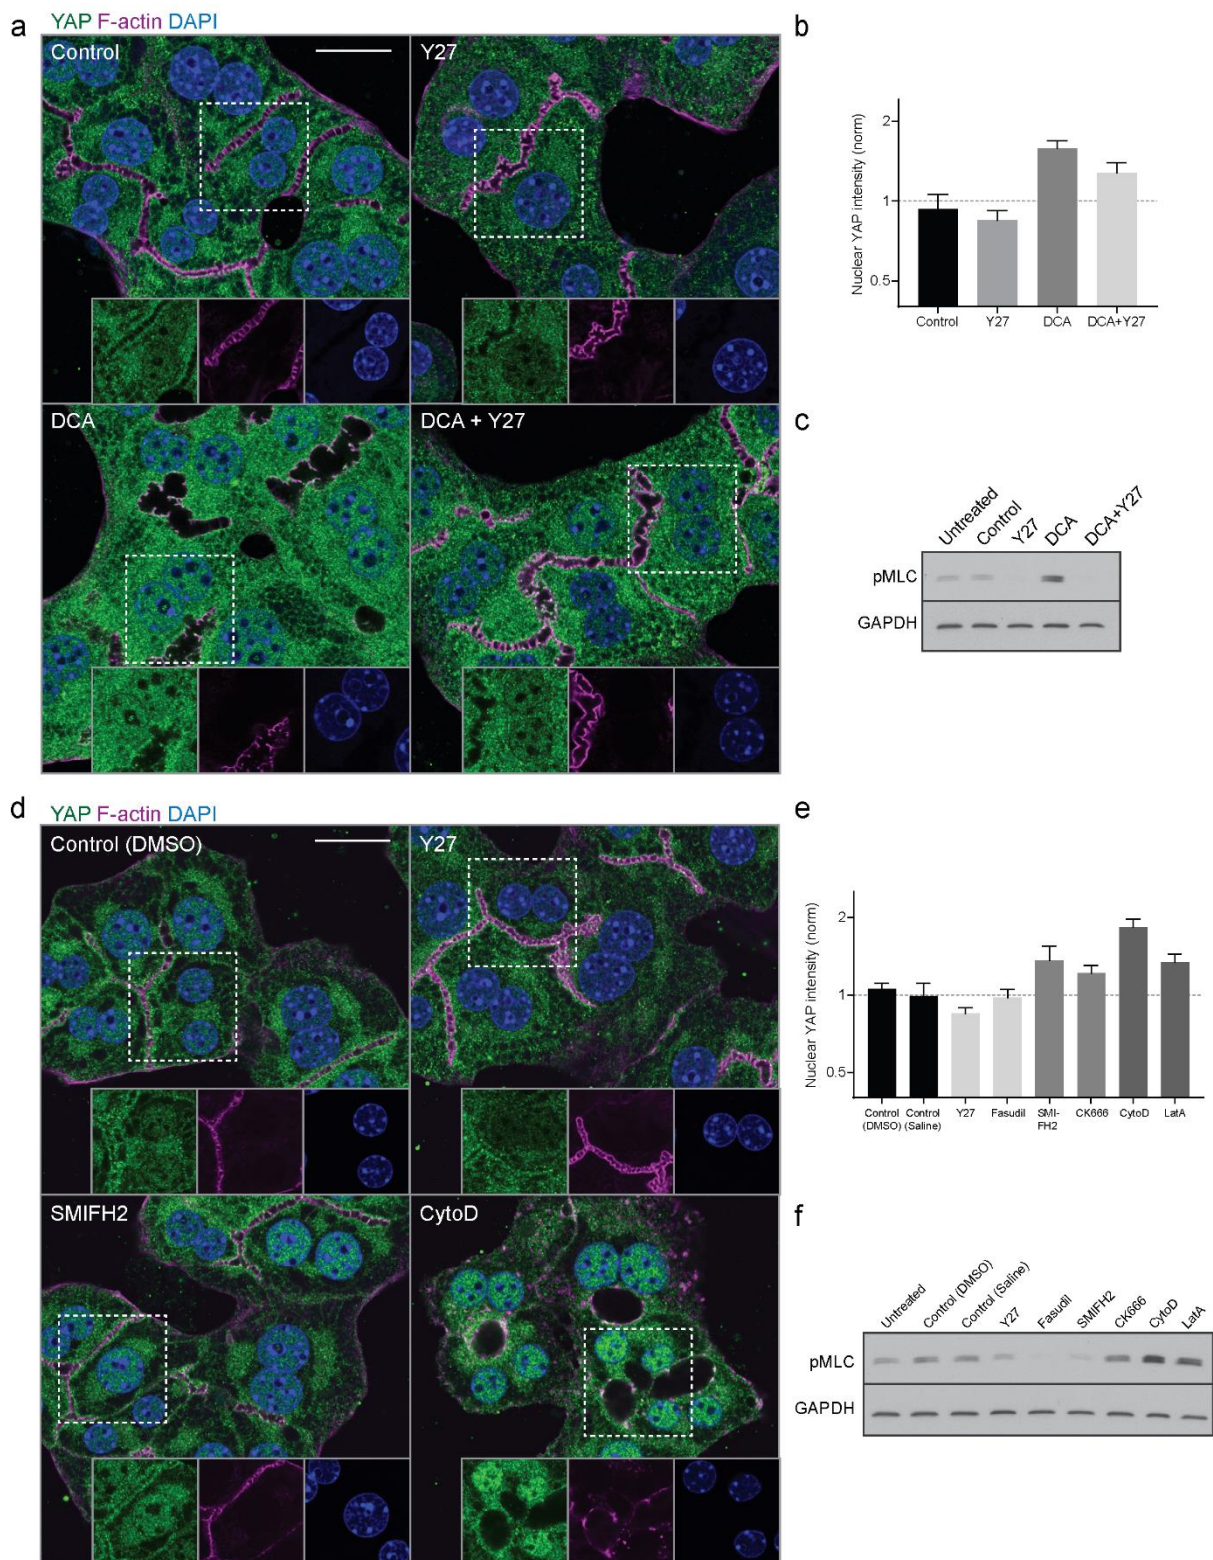 a
YAP F-actin DAPI
Control
Y27
DCA
DCA + Y27
b
Nuclear YAP intensity (norm)
2
1
0.5
Control Y27 DCA DCA+Y27
c
Untreated Control Y27 DCA DCA+Y27
pMLC
GAPDH
d
YAP F-actin DAPI
Control (DMSO)
Y27
SMIFH2
CytoD
e
Nuclear YAP intensity (norm)
2
1
0.5
Control Control Y27 Fasudil SMI- CK666 CytoD LatA
(DMSO) (Saline) FH2
f
Untreated Control (DMSO) Control (Saline) Y27 Fasudil SMIFH2 CK666 CytoD LatA
pMLC
GAPDH